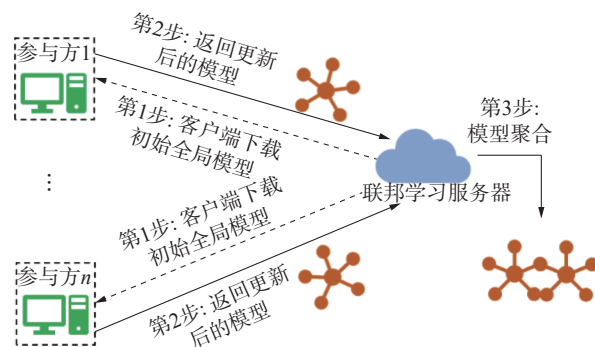 参与方1
第2步: 返回更新
后的模型
第1步: 客户端下载
初始全局模型
第3步:
模型聚合
联邦学习服务器
⋮
第1步: 客户端下载
初始全局模型
参与方n
第2步: 返回更新
后的模型